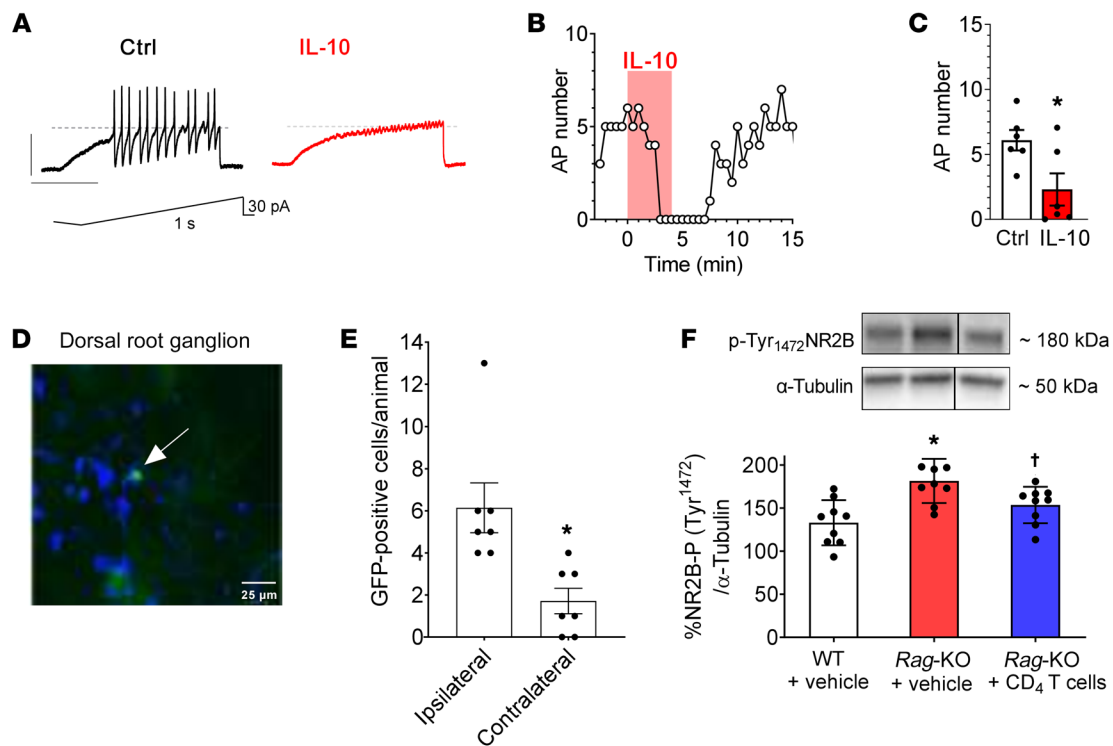 A
Ctrl
IL-10
1 s
30 pA
B
IL-10
AP number
10
5
0
0
5
10
15
Time (min)
C
AP number
15
10
5
0
*
Ctrl
IL-10
D
Dorsal root ganglion
25 µm
E
GFP-positive cells/animal
14
12
10
8
6
4
2
0
*
Ipsilateral
Contralateral
F
p-Tyr1472NR2B
~ 180 kDa
α-Tubulin
~ 50 kDa
%NR2B-P (Tyr1472)
/α-Tubulin
200
150
100
50
0
*
†
WT
+ vehicle
Rag-KO
+ vehicle
Rag-KO
+ CD4 T cells